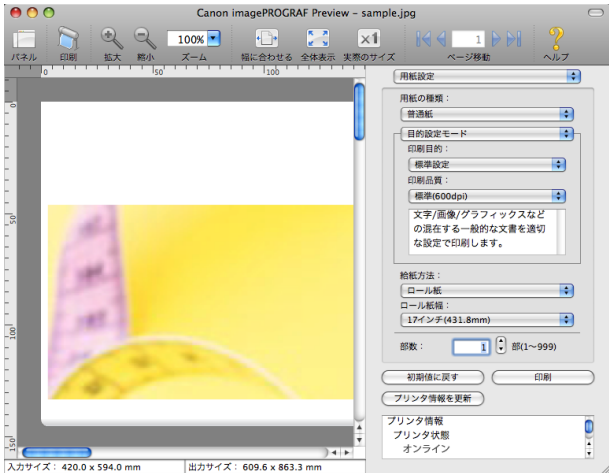 Canon imagePROGRAF Preview – sample.jpg
100%
×1
1
パネル 印刷 拡大 縮小 ズーム 幅に合わせる 全体表示 実際のサイズ ページ移動 ヘルプ
0 50 100
0
50
100
150
用紙設定
用紙の種類：
普通紙
目的設定モード
印刷目的：
標準設定
印刷品質：
標準(600dpi)
文字/画像/グラフィックスなど
の混在する一般的な文書を適切
な設定で印刷します。
給紙方法：
ロール紙
ロール紙幅：
17インチ(431.8mm)
部数： 1 部(1～999)
初期値に戻す 印刷
プリンタ情報を更新
プリンタ情報
プリンタ状態
オンライン
入力サイズ： 420.0 x 594.0 mm 出力サイズ： 609.6 x 863.3 mm